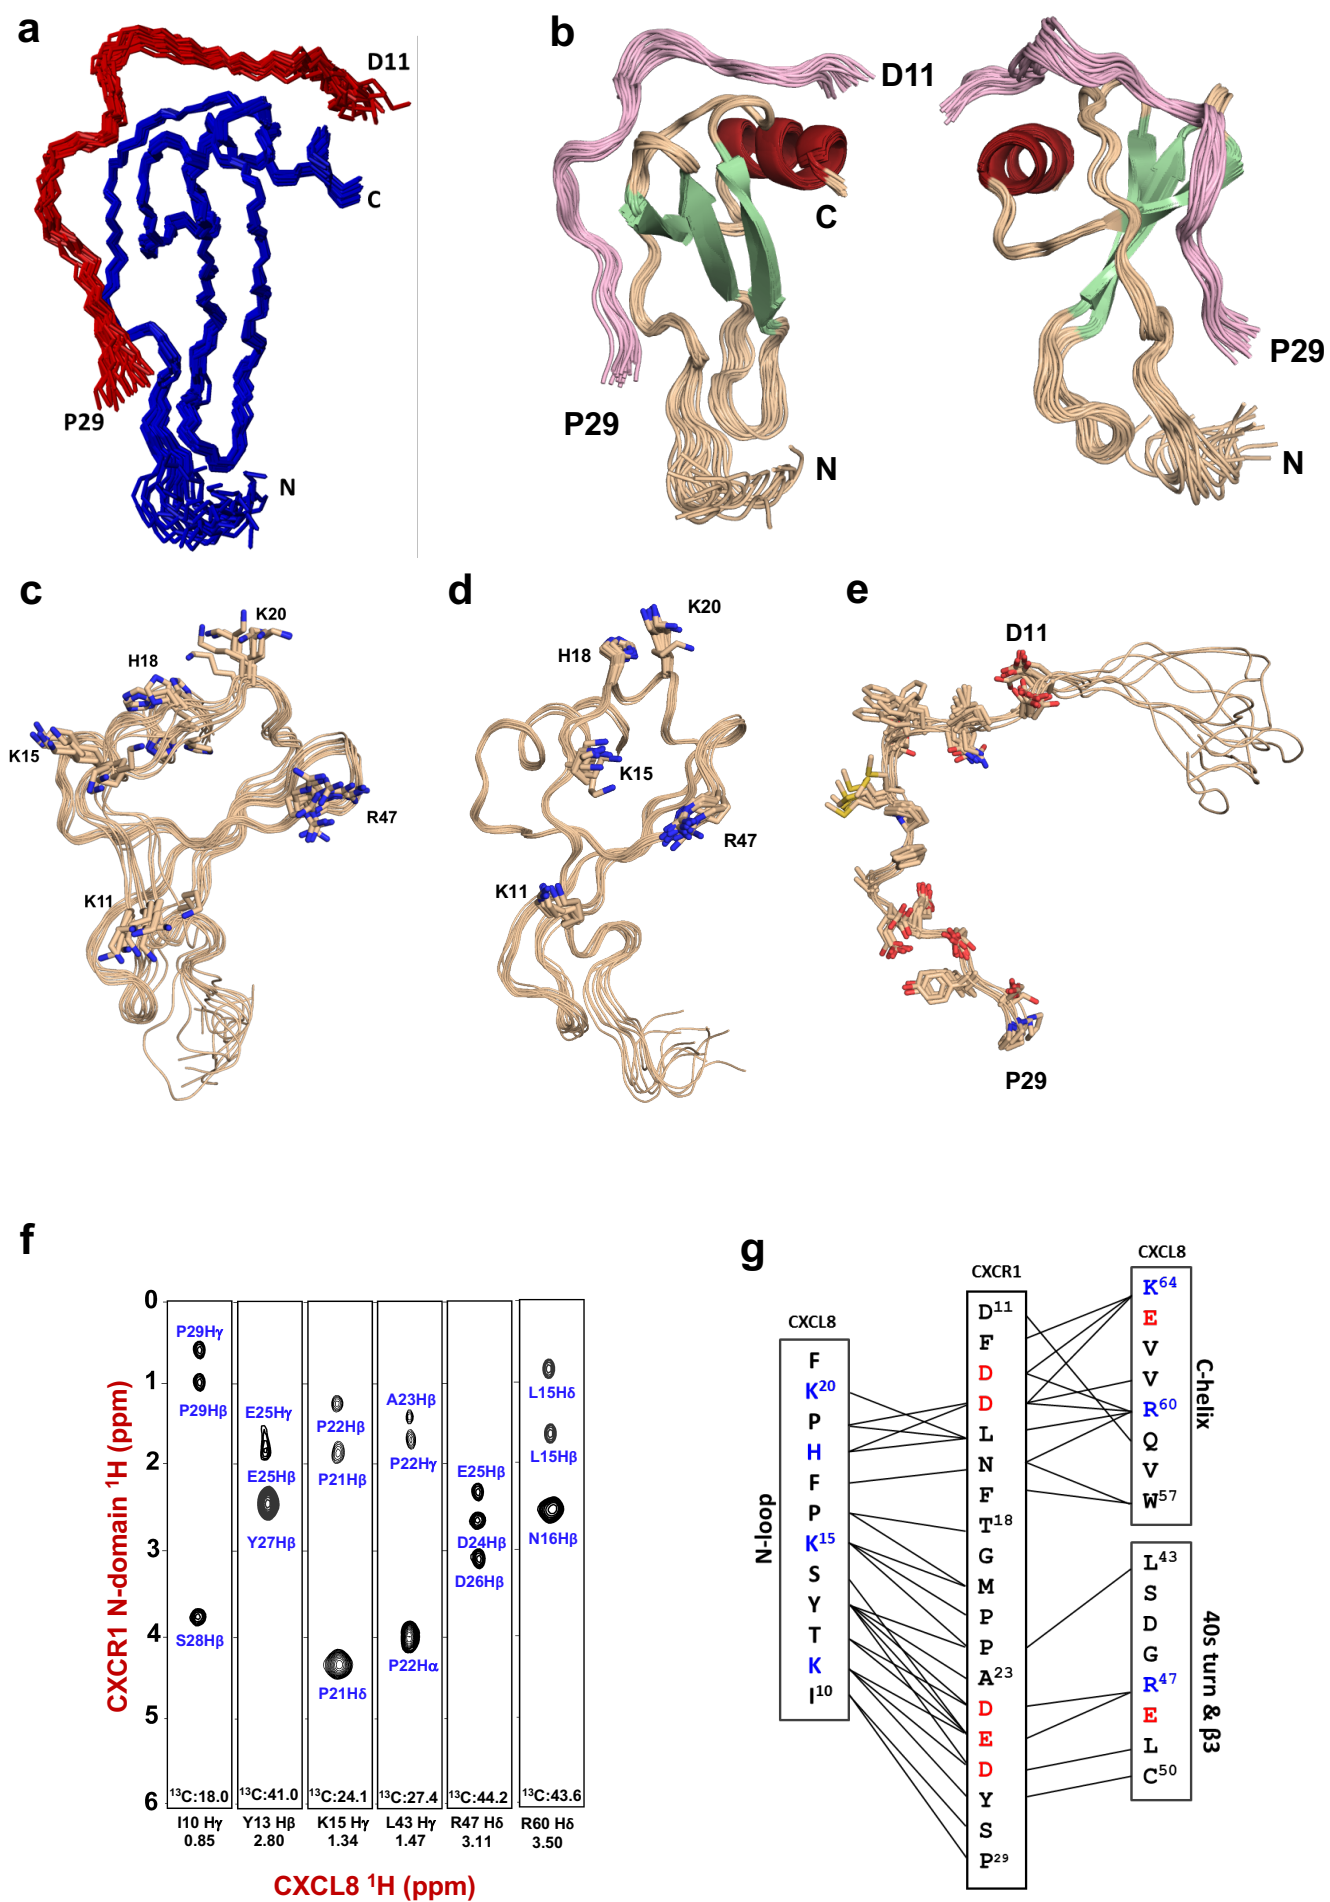 a
D11
C
P29
N
b
D11
C
P29
N
P29
N
c
K20
H18
K15
R47
K11
d
K20
H18
K15
R47
K11
e
D11
P29
f
CXCR1 N-domain ¹H (ppm)
0
1
2
3
4
5
6
P29Hγ
P29Hβ
S28Hβ
E25Hγ
E25Hβ
Y27Hβ
P22Hβ
P21Hβ
P21Hδ
A23Hβ
P22Hγ
P22Hα
E25Hβ
D24Hβ
D26Hβ
L15Hδ
L15Hβ
N16Hβ
¹³C:18.0
¹³C:41.0
¹³C:24.1
¹³C:27.4
¹³C:44.2
¹³C:43.6
I10 Hγ
0.85
Y13 Hβ
2.80
K15 Hγ
1.34
L43 Hγ
1.47
R47 Hδ
3.11
R60 Hδ
3.50
CXCL8 ¹H (ppm)
g
CXCL8
N-loop
F
K²⁰
P
H
F
P
K¹⁵
S
Y
T
K
I¹⁰
CXCR1
D¹¹
F
D
D
L
N
F
T¹⁸
G
M
P
P
A²³
D
E
D
Y
S
P²⁹
CXCL8
K⁶⁴
E
V
V
R⁶⁰
Q
V
W⁵⁷
C-helix
L⁴³
S
D
G
R⁴⁷
E
L
C⁵⁰
40s turn & β3